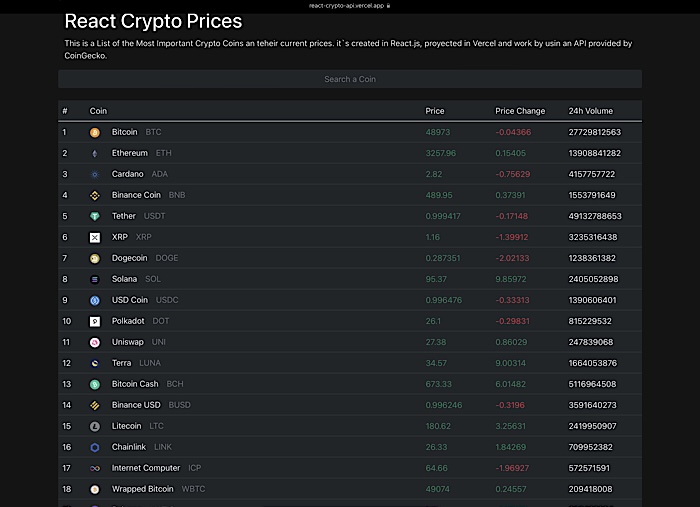 react-crypto-api.vercel.app
React Crypto Prices
This is a List of the Most Important Crypto Coins an teheir current prices. it`s created in React.js, proyected in Vercel and work by usin an API provided by
CoinGecko.
Search a Coin
# Coin Price Price Change 24h Volume
1 Bitcoin BTC 48973 -0.04366 27729812563
2 Ethereum ETH 3257.96 0.15405 13908841282
3 Cardano ADA 2.82 -0.75629 4157757722
4 Binance Coin BNB 489.95 0.37391 1553791649
5 Tether USDT 0.999417 -0.17148 49132788653
6 XRP XRP 1.16 -1.39912 3235316438
7 Dogecoin DOGE 0.287351 -2.02133 1238361382
8 Solana SOL 95.37 9.85972 2405052898
9 USD Coin USDC 0.996476 -0.33313 1390606401
10 Polkadot DOT 26.1 -0.29831 815229532
11 Uniswap UNI 27.38 0.86029 247839068
12 Terra LUNA 34.57 9.00314 1664053876
13 Bitcoin Cash BCH 673.33 6.01482 5116964508
14 Binance USD BUSD 0.996246 -0.3196 3591640273
15 Litecoin LTC 180.62 3.25631 2419950907
16 Chainlink LINK 26.33 1.84269 709952382
17 Internet Computer ICP 64.66 -1.96927 572571591
18 Wrapped Bitcoin WBTC 49074 0.24557 209418008